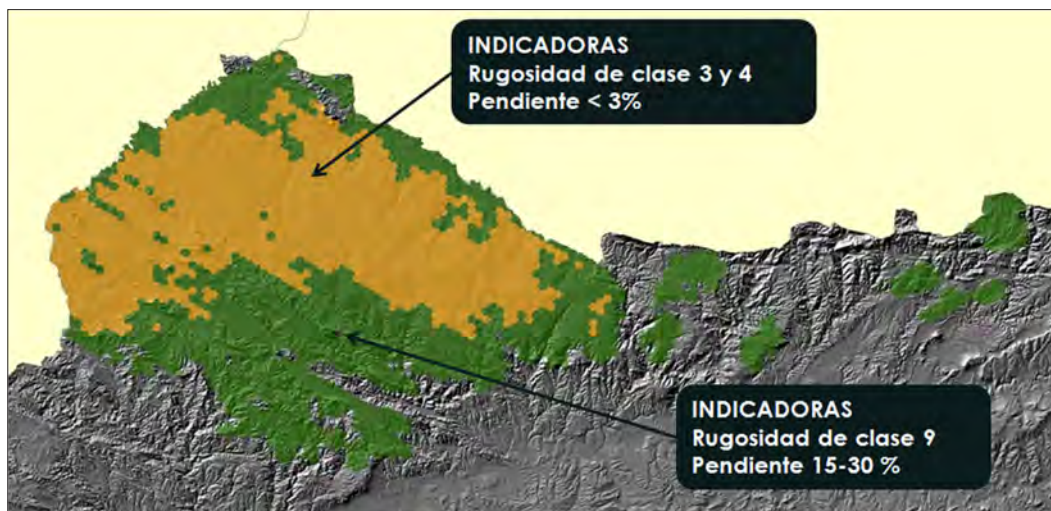 INDICADORAS
Rugosidad de clase 3 y 4
Pendiente < 3%
INDICADORAS
Rugosidad de clase 9
Pendiente 15-30 %